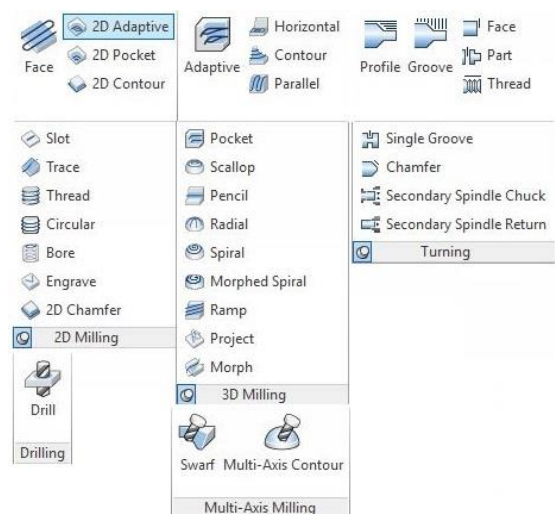 Face
2D Adaptive
2D Pocket
2D Contour
Slot
Trace
Thread
Circular
Bore
Engrave
2D Chamfer
2D Milling
Drill
Drilling
Adaptive
Horizontal
Contour
Parallel
Pocket
Scallop
Pencil
Radial
Spiral
Morphed Spiral
Ramp
Project
Morph
3D Milling
Swarf Multi-Axis Contour
Multi-Axis Milling
Profile Groove
Face
Part
Thread
Single Groove
Chamfer
Secondary Spindle Chuck
Secondary Spindle Return
Turning